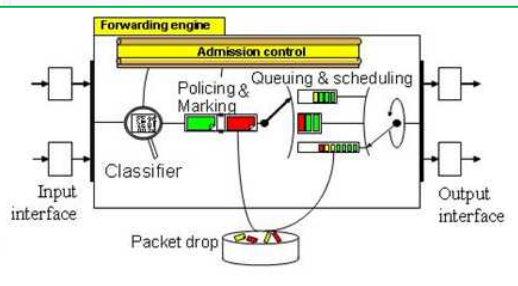 Forwarding engine
Admission control
Policing &
Marking
Queuing & scheduling
Classifier
Input
interface
Output
interface
Packet drop